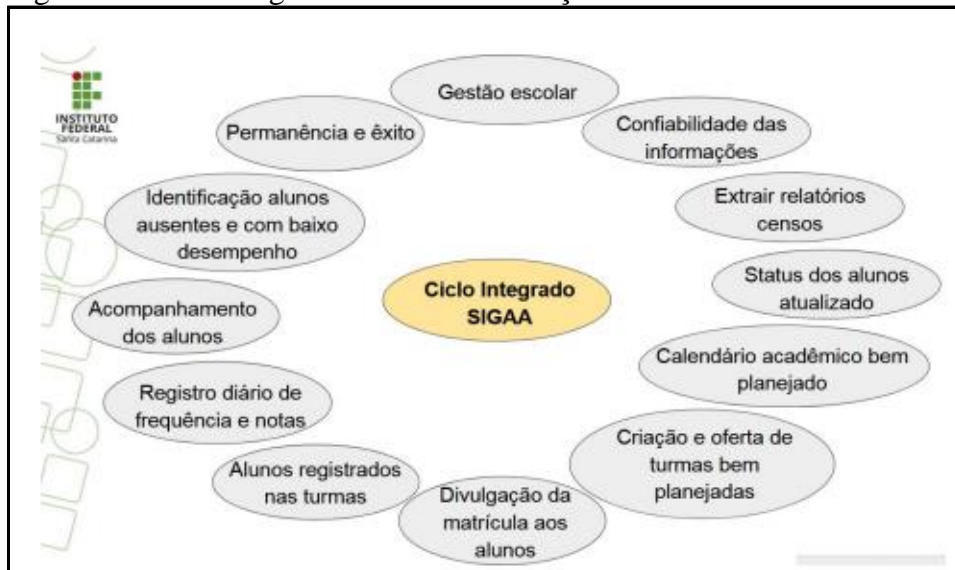 INSTITUTO
FEDERAL
Santa Catarina
Gestão escolar
Confiabilidade das
informações
Extrair relatórios
censos
Status dos alunos
atualizado
Calendário acadêmico bem
planejado
Criação e oferta de
turmas bem
planejadas
Divulgação da
matrícula aos
alunos
Alunos registrados
nas turmas
Registro diário de
frequência e notas
Acompanhamento
dos alunos
Identificação alunos
ausentes e com baixo
desempenho
Permanência e êxito
Ciclo Integrado
SIGAA